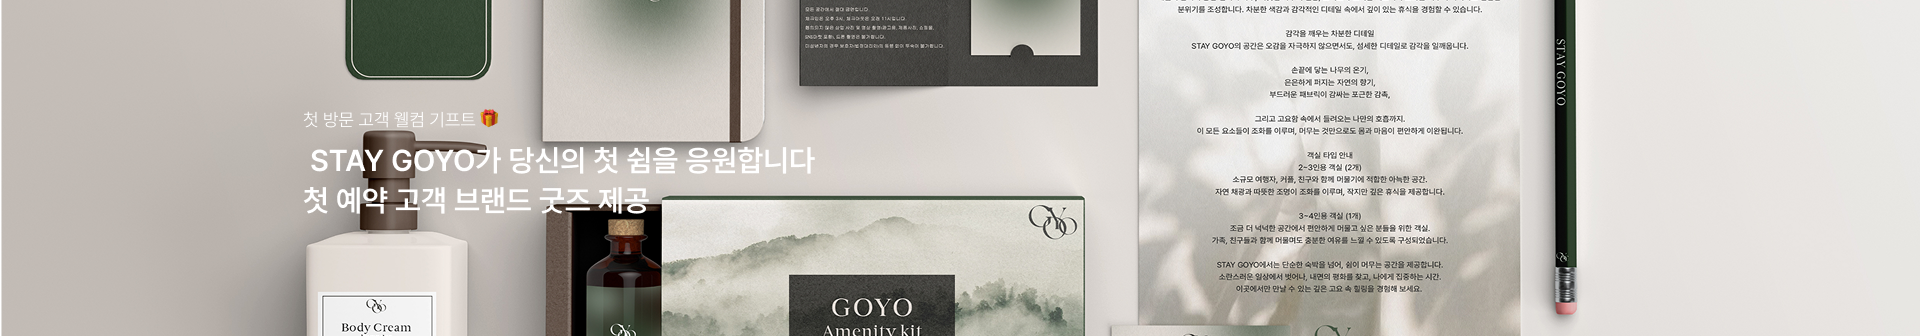 첫 방문 고객 웰컴 기프트 🎁
STAY GOYO가 당신의 첫 쉼을 응원합니다
첫 예약 고객 브랜드 굿즈 제공
Body Cream
GOYO
Amenity kit
분위기를 조성합니다. 차분한 색감과 감각적인 디테일 속에서 깊이 있는 휴식을 경험할 수 있습니다.
감각을 깨우는 차분한 디테일
STAY GOYO의 공간은 오감을 자극하지 않으면서도, 섬세한 디테일로 감각을 일깨웁니다.
손끝에 닿는 나무의 온기,
은은하게 퍼지는 자연의 향기,
부드러운 패브릭이 감싸는 포근한 감촉,
그리고 고요함 속에서 들려오는 나만의 호흡까지.
이 모든 요소들이 조화를 이루며, 머무는 것만으로도 몸과 마음이 편안하게 이완됩니다.
객실 타입 안내
2~3인용 객실 (2개)
소규모 여행자, 커플, 친구와 함께 머물기에 적합한 아늑한 공간.
자연 채광과 따뜻한 조명이 조화를 이루며, 작지만 깊은 휴식을 제공합니다.
3~4인용 객실 (1개)
조금 더 넉넉한 공간에서 편안하게 머물고 싶은 분들을 위한 객실.
가족, 친구들과 함께 머물며도 충분한 여유를 느낄 수 있도록 구성되었습니다.
STAY GOYO에서는 단순한 숙박을 넘어, 쉼이 머무는 공간을 제공합니다.
소란스러운 일상에서 벗어나, 내면의 평화를 찾고, 나에게 집중하는 시간.
이곳에서만 만날 수 있는 깊은 고요 속 힐링을 경험해 보세요.
STAY GOYO